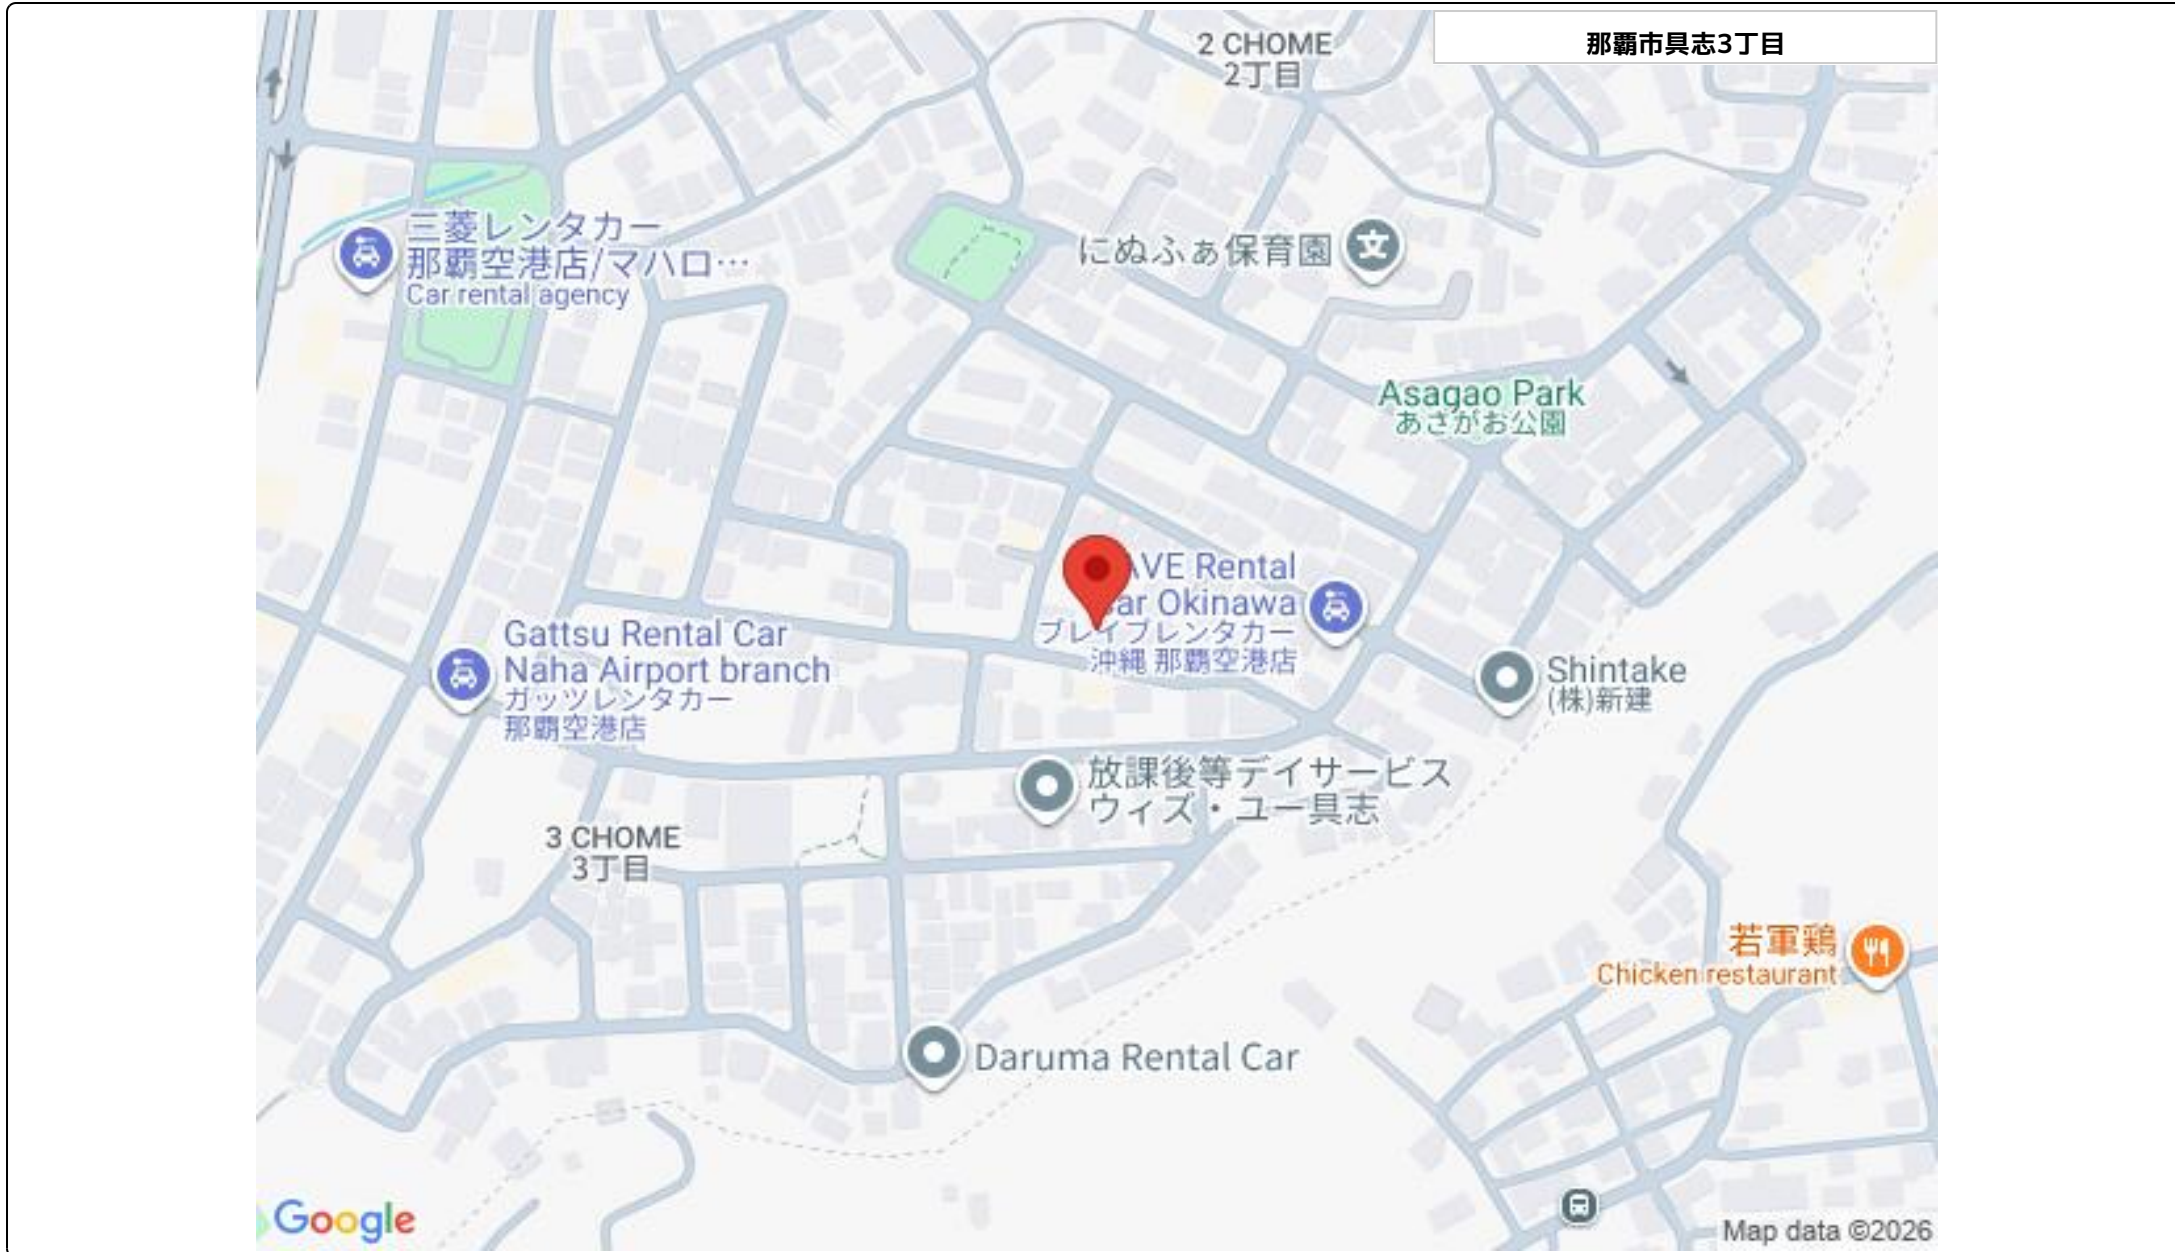 那覇市具志3丁目
2 CHOME
2丁目
三菱レンタカー
那覇空港店/マハロ…
Car rental agency
にぬふぁ保育園
文
Asagao Park
あさがお公園
AVE Rental
Car Okinawa
ブレイブレンタカー
沖縄 那覇空港店
Gattsu Rental Car
Naha Airport branch
ガッツレンタカー
那覇空港店
Shintake
(株)新建
放課後等デイサービス
ウィズ・ユー具志
3 CHOME
3丁目
若軍鶏
Chicken restaurant
Daruma Rental Car
Google
Map data ©2026